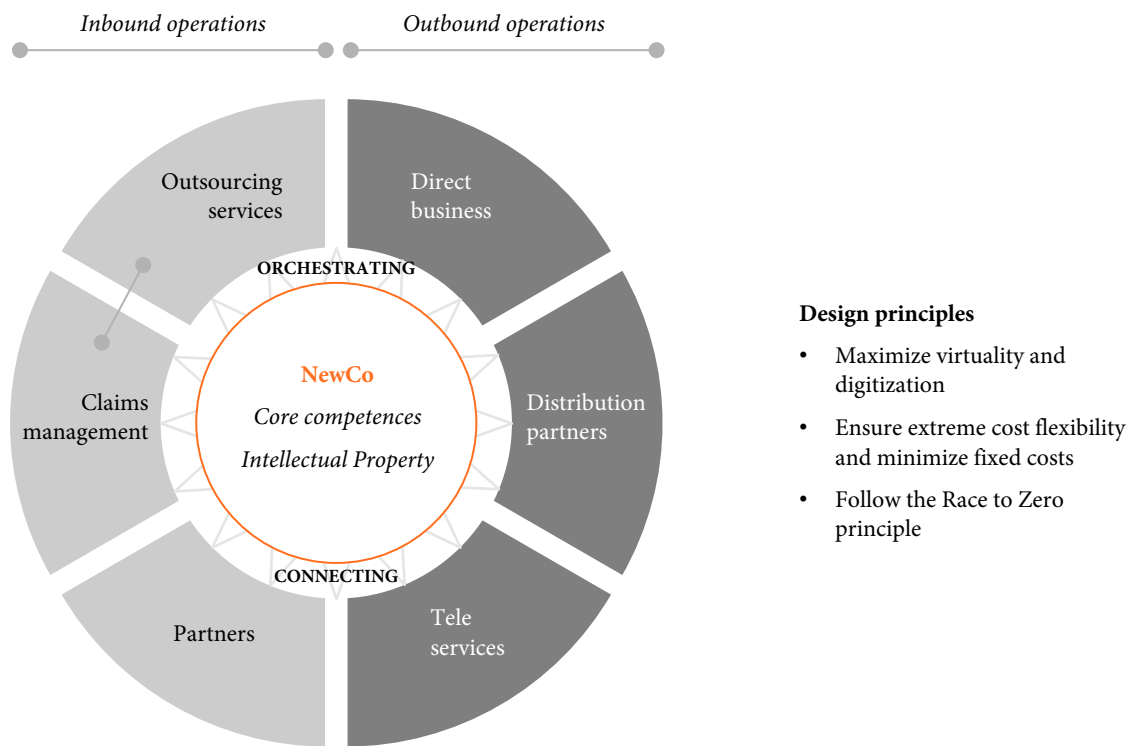 Inbound operations
Outbound operations
Outsourcing
services
Direct
business
ORCHESTRATING
Claims
management
NewCo
Core competences
Intellectual Property
Distribution
partners
CONNECTING
Partners
Tele
services
Design principles
• Maximize virtuality and
digitization
• Ensure extreme cost flexibility
and minimize fixed costs
• Follow the Race to Zero
principle